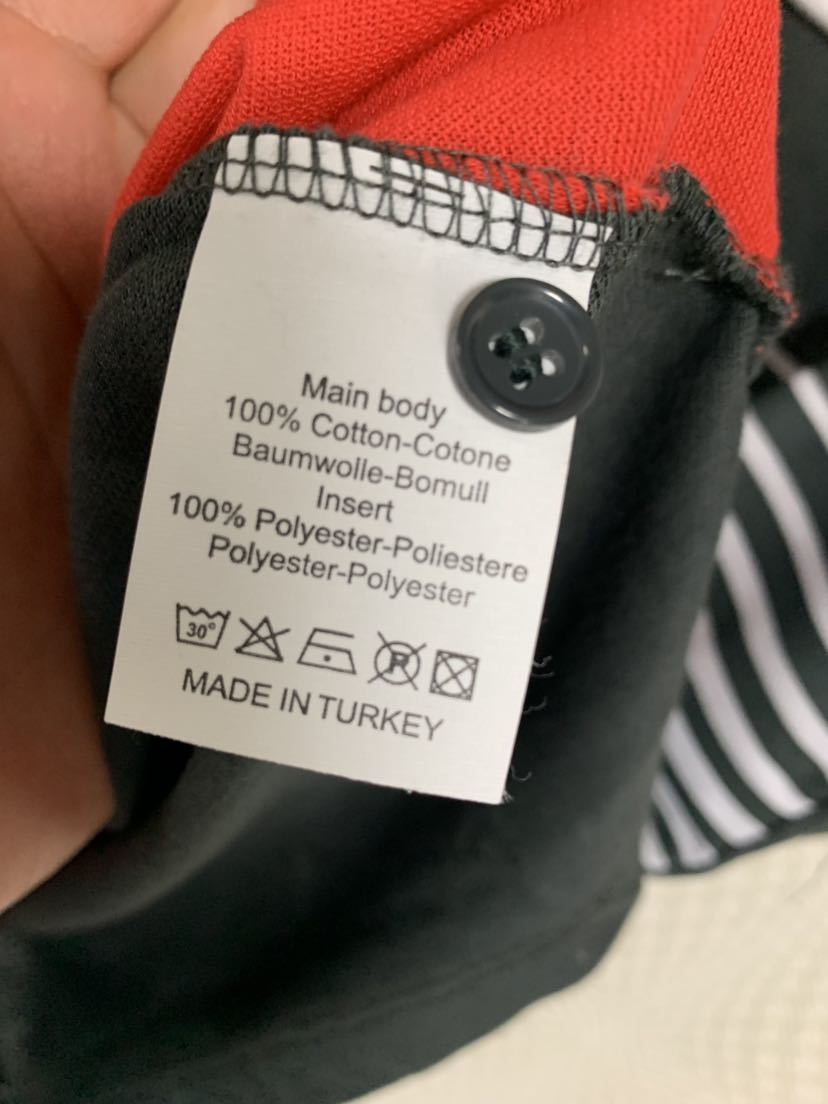 Main body
100% Cotton-Cotone
Baumwolle-Bomull
Insert
100% Polyester-Poliestere
Polyester-Polyester
30°
R
MADE IN TURKEY